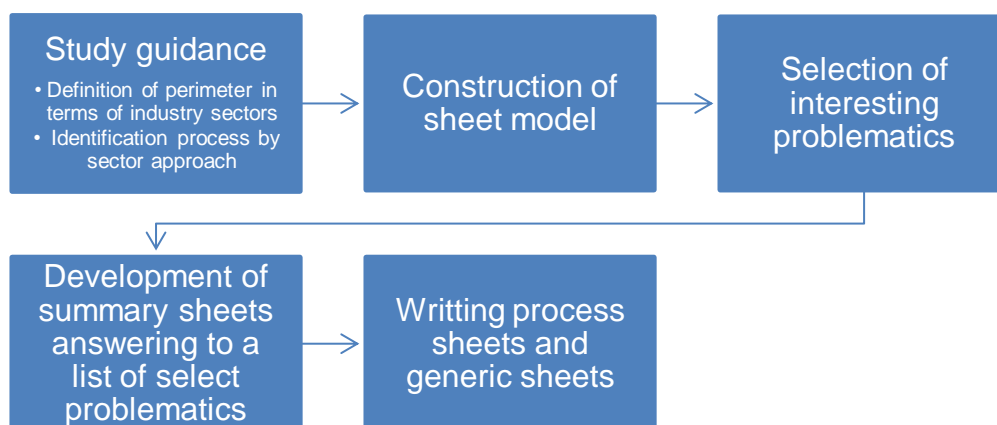 Study guidance
• Definition of perimeter in
terms of industry sectors
• Identification process by
sector approach
Construction of
sheet model
Selection of
interesting
problematics
Development of
summary sheets
answering to a
list of select
problematics
Writting process
sheets and
generic sheets